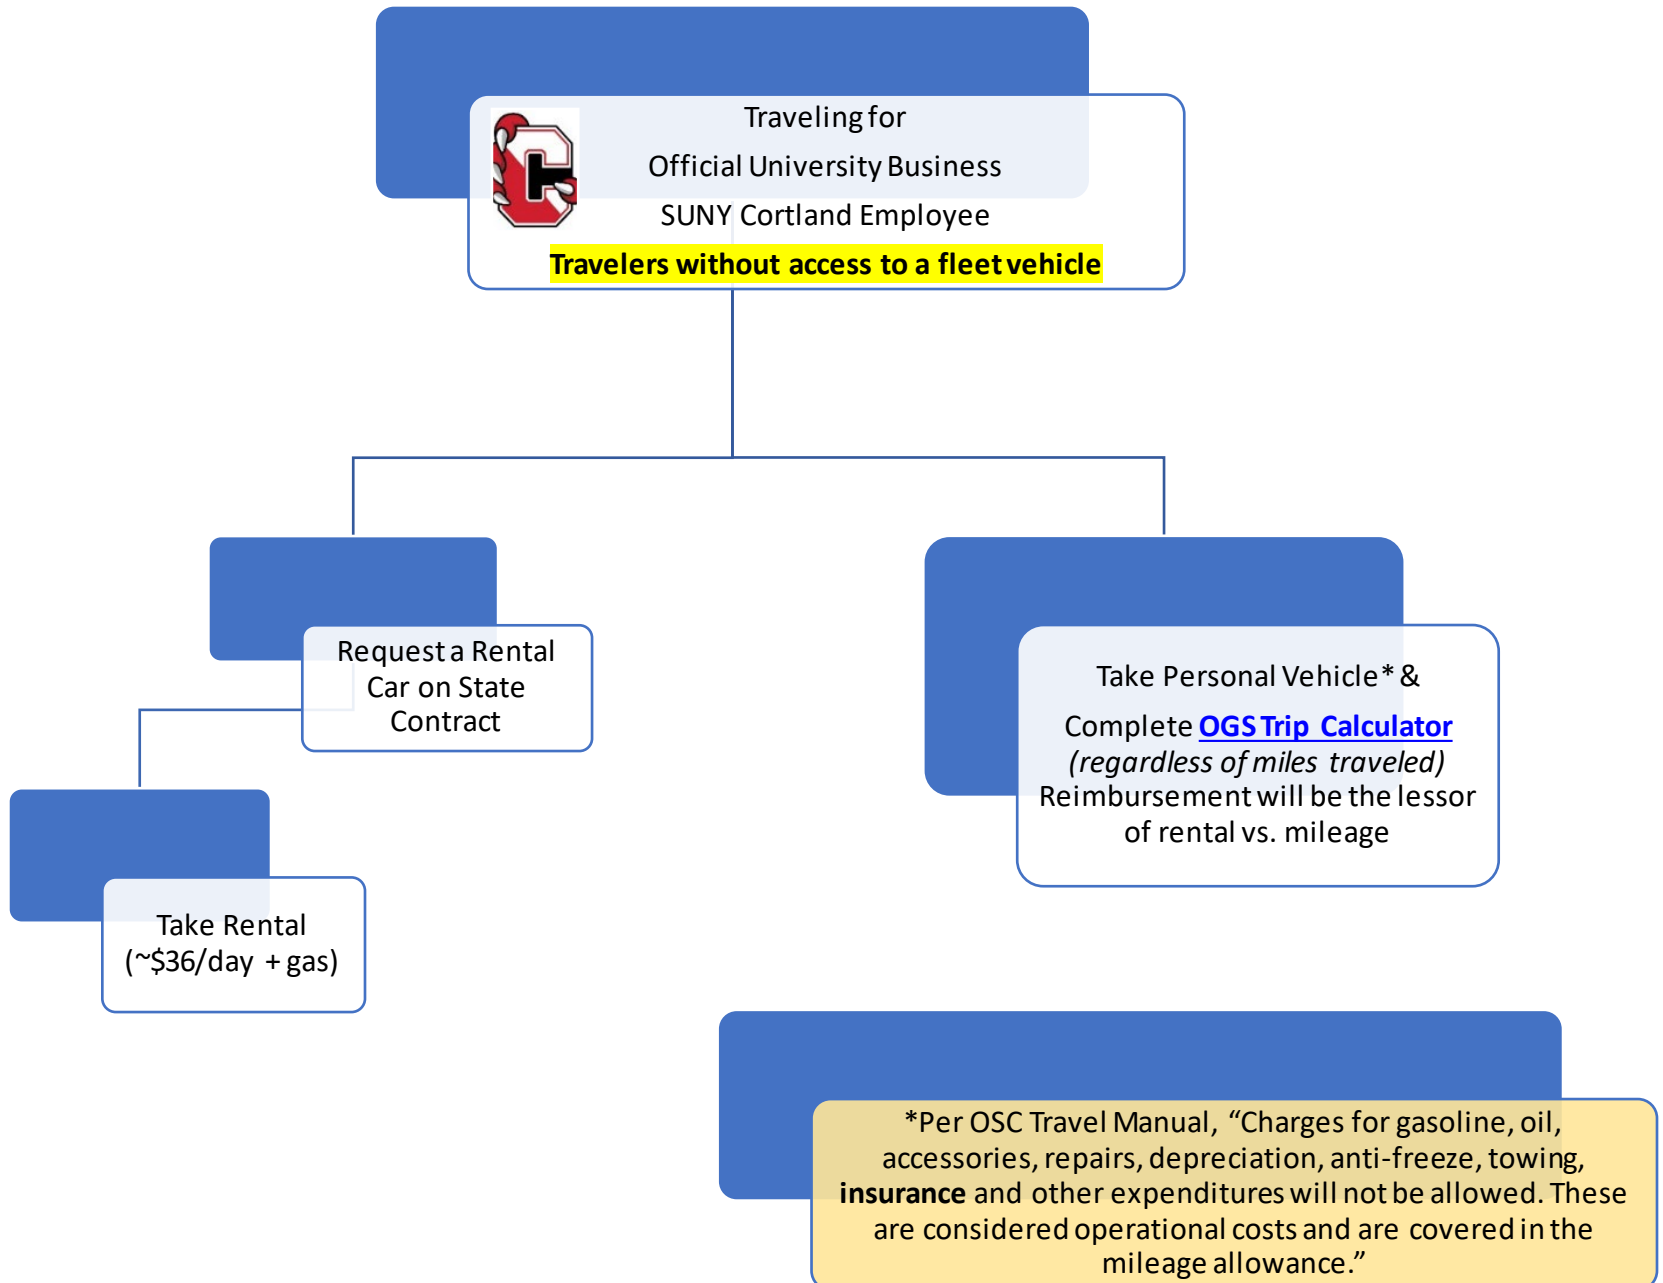 Traveling for
Official University Business
SUNY Cortland Employee
Travelers without access to a fleet vehicle
Request a Rental
Car on State
Contract
Take Rental
(~$36/day + gas)
Take Personal Vehicle* &
Complete OGS Trip Calculator
(regardless of miles traveled)
Reimbursement will be the lessor
of rental vs. mileage
*Per OSC Travel Manual, “Charges for gasoline, oil,
accessories, repairs, depreciation, anti-freeze, towing,
insurance and other expenditures will not be allowed. These
are considered operational costs and are covered in the
mileage allowance.”